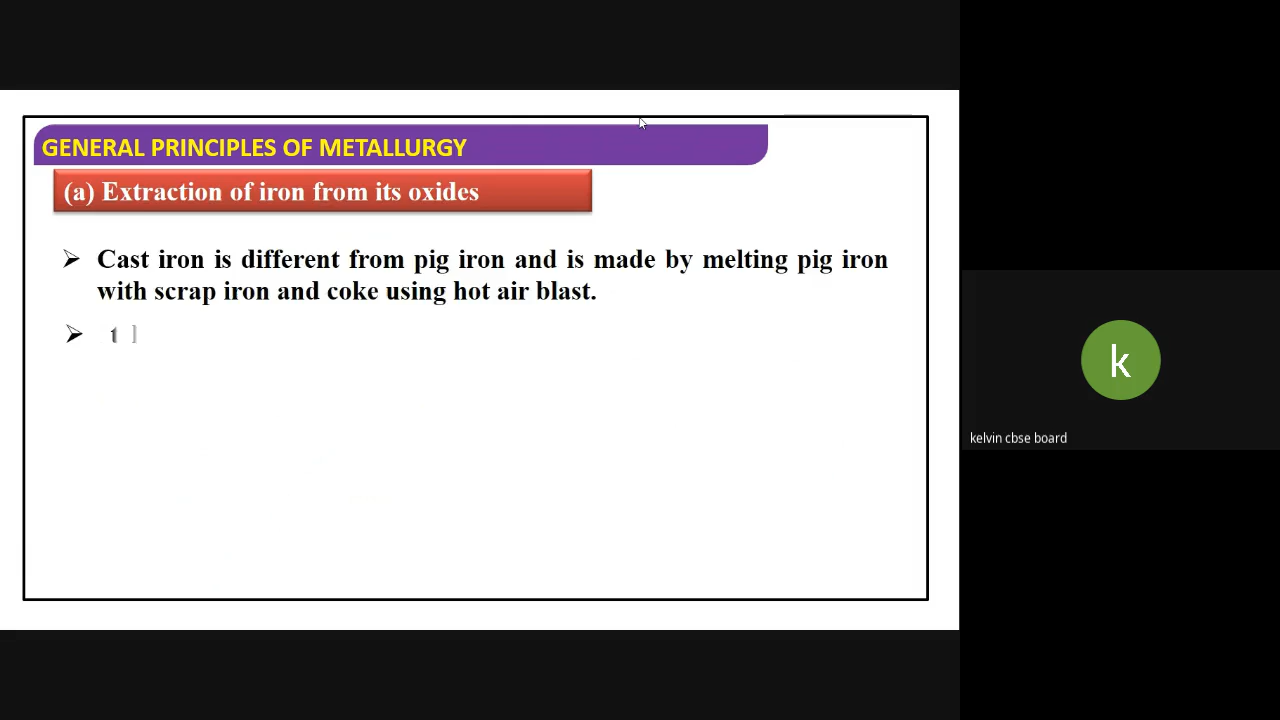 GENERAL PRINCIPLES OF METALLURGY
(a) Extraction of iron from its oxides
➢ Cast iron is different from pig iron and is made by melting pig iron
with scrap iron and coke using hot air blast.
➢
k
kelvin cbse board